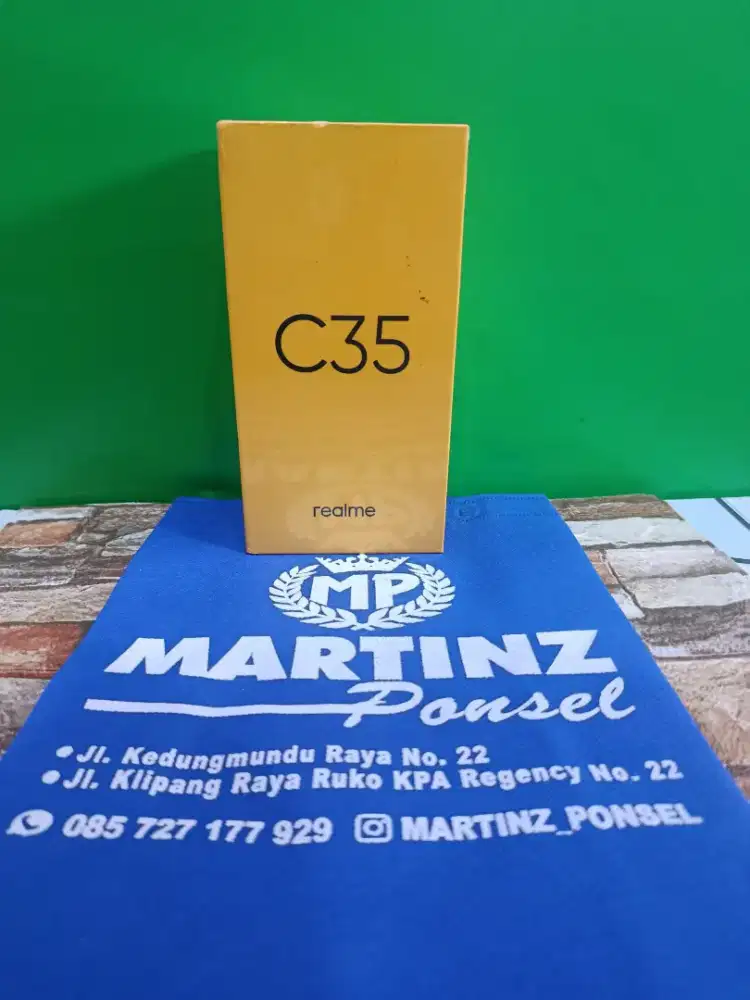 C35
realme
MP
MARTINZ
Ponsel
• Jl. Kedungmundu Raya No. 22
• Jl. Klipang Raya Ruko KPA Regency No. 22
085 727 177 929 MARTINZ_PONSEL